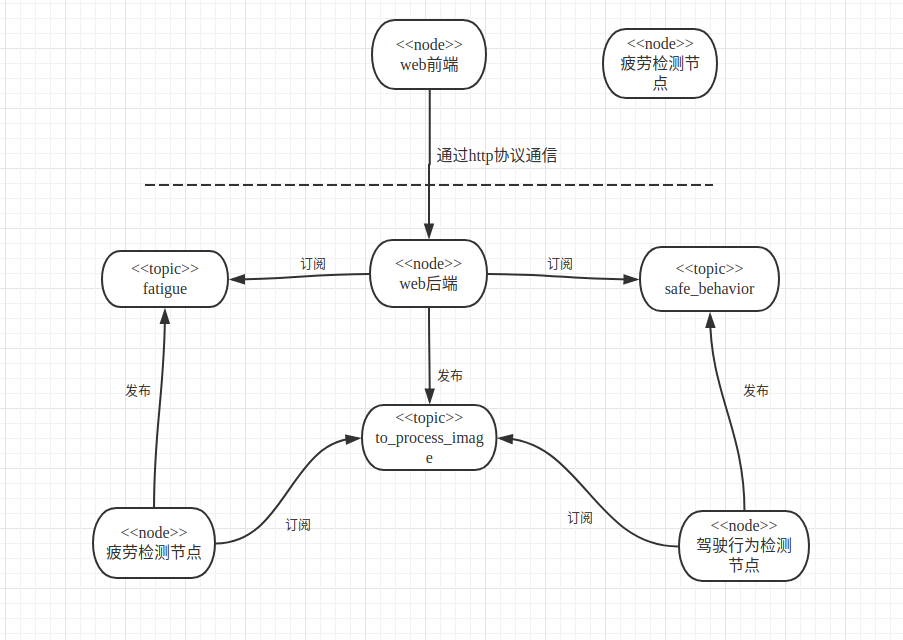 <<node>>
web前端
<<node>>
疲劳检测节
点
通过http协议通信
<<topic>>
fatigue
订阅
<<node>>
web后端
订阅
<<topic>>
safe_behavior
发布
发布
发布
<<topic>>
to_process_imag
e
订阅
订阅
<<node>>
疲劳检测节点
<<node>>
驾驶行为检测
节点